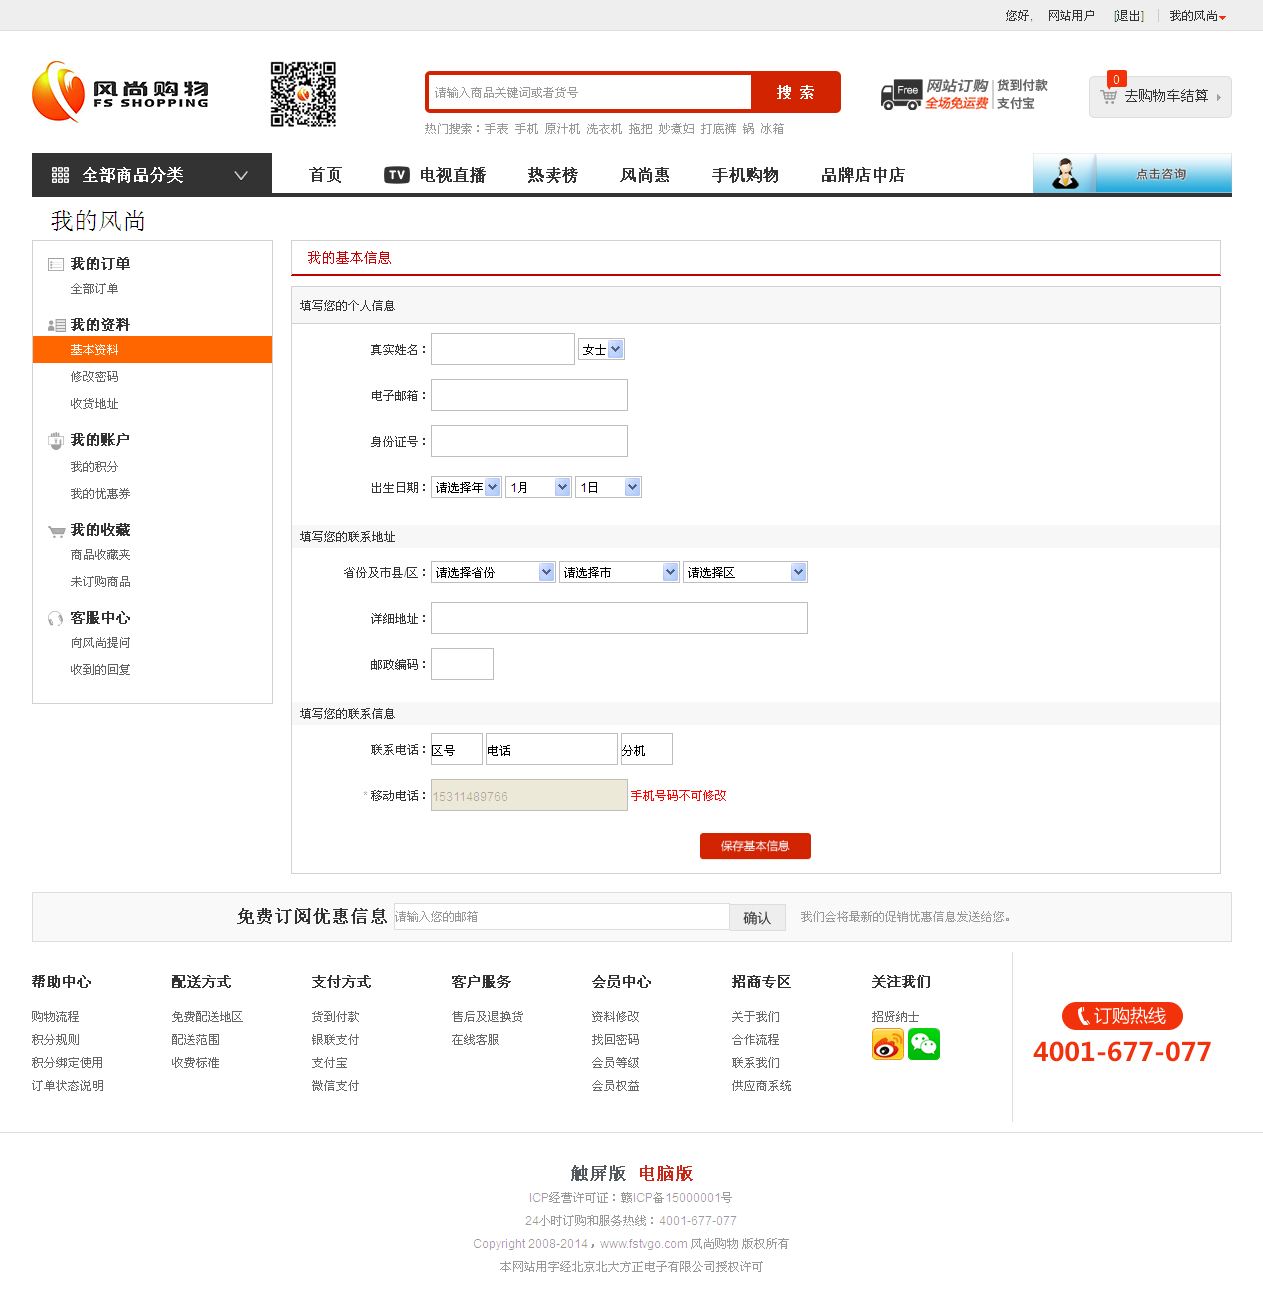 您好, 网站用户 [退出] 我的风尚
风尚购物
FS SHOPPING
请输入商品关键词或者货号 搜 索
热门搜索：手表 手机 原汁机 洗衣机 拖把 妙煮妇 打底裤 锅 冰箱
Free 网站订购 全场免运费 货到付款 支付宝
0 去购物车结算
全部商品分类 首页 TV 电视直播 热卖榜 风尚惠 手机购物 品牌店中店 点击咨询
我的风尚
我的订单
全部订单
我的资料
基本资料
修改密码
收货地址
我的账户
我的积分
我的优惠券
我的收藏
商品收藏夹
未订购商品
客服中心
向风尚提问
收到的回复
我的基本信息
填写您的个人信息
真实姓名： 女士
电子邮箱：
身份证号：
出生日期： 请选择年 1月 1日
填写您的联系地址
省份及市县/区： 请选择省份 请选择市 请选择区
详细地址：
邮政编码：
填写您的联系信息
联系电话： 区号 电话 分机
*移动电话： 15311489766 手机号码不可修改
保存基本信息
免费订阅优惠信息 请输入您的邮箱 确认 我们会将最新的促销优惠信息发送给您。
帮助中心
购物流程
积分规则
积分绑定使用
订单状态说明
配送方式
免费配送地区
配送范围
收费标准
支付方式
货到付款
银联支付
支付宝
微信支付
客户服务
售后及退换货
在线客服
会员中心
资料修改
找回密码
会员等级
会员权益
招商专区
关于我们
合作流程
联系我们
供应商系统
关注我们
招贤纳士
订购热线
4001-677-077
触屏版 电脑版
ICP经营许可证：赣ICP备15000001号
24小时订购和服务热线：4001-677-077
Copyright 2008-2014，www.fstvgo.com 风尚购物 版权所有
本网站用字经北京北大方正电子有限公司授权许可